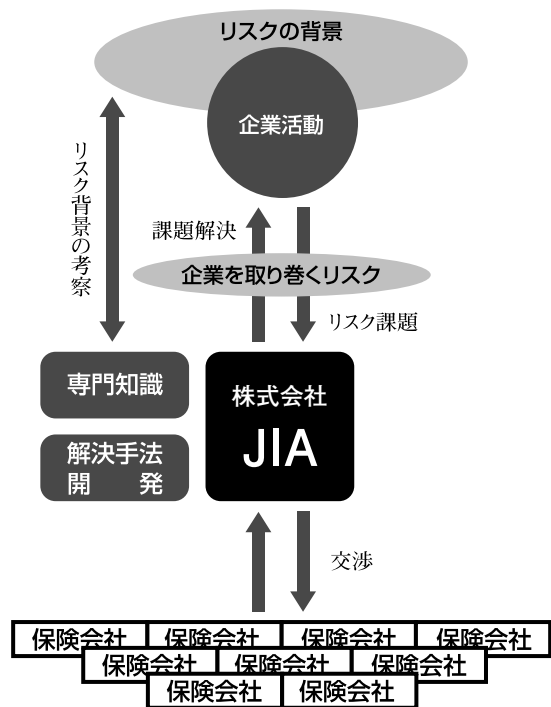 リスクの背景
企業活動
リスク背景の考察
課題解決
企業を取り巻くリスク
リスク課題
専門知識
株式会社
JIA
解決手法
開　　発
交渉
保険会社 保険会社 保険会社 保険会社
保険会社 保険会社 保険会社
保険会社 保険会社